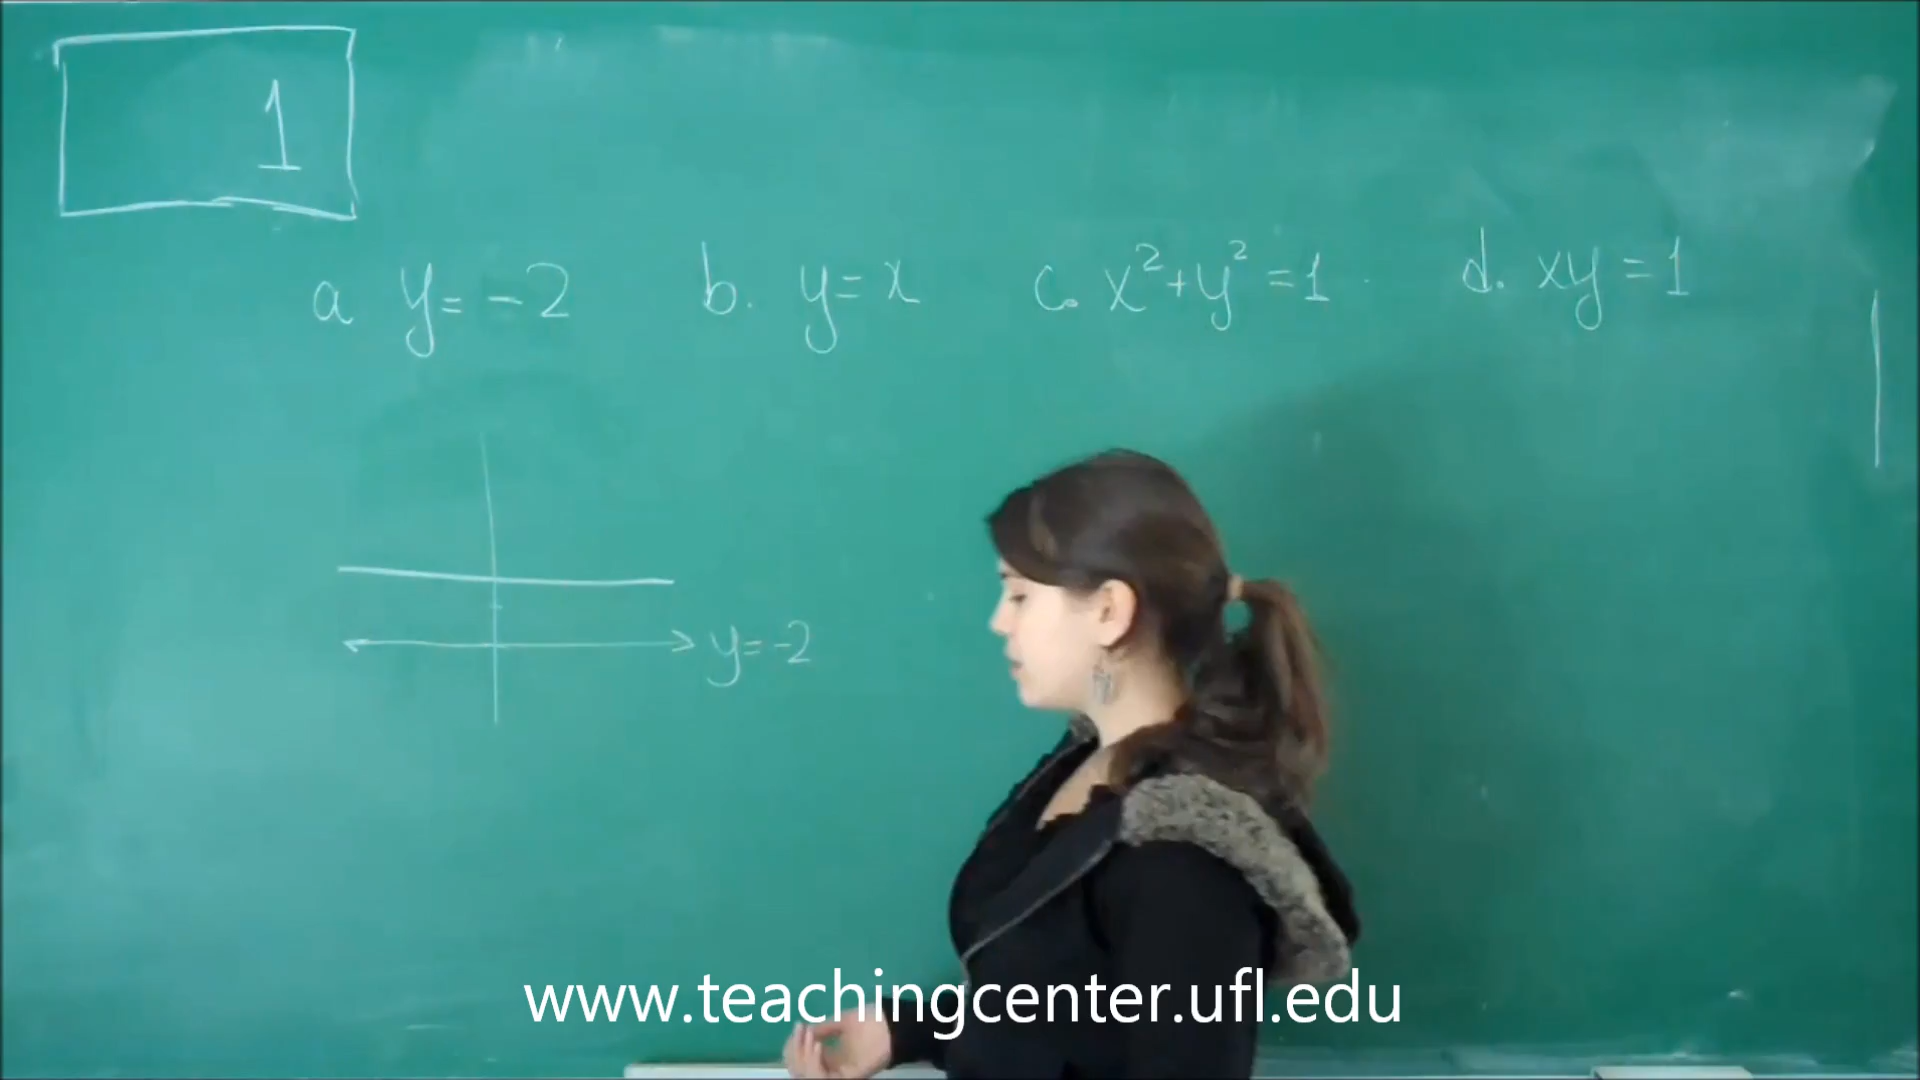 1
a y = -2 b. y = x c. x² + y² = 1 d. xy = 1
y = -2
www.teachingcenter.ufl.edu